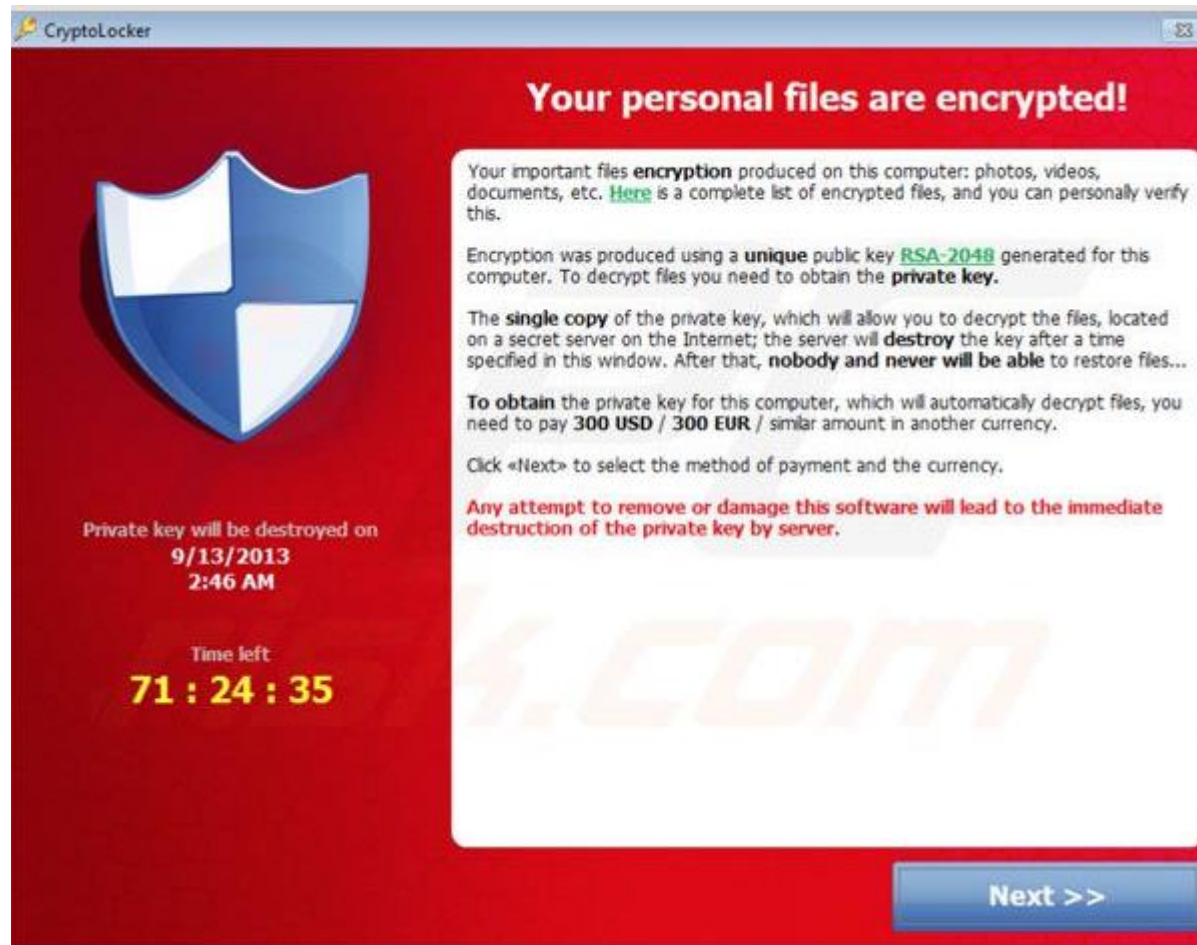 CryptoLocker
Your personal files are encrypted!
Your important files encryption produced on this computer: photos, videos,
documents, etc. Here is a complete list of encrypted files, and you can personally verify
this.
Encryption was produced using a unique public key RSA-2048 generated for this
computer. To decrypt files you need to obtain the private key.
The single copy of the private key, which will allow you to decrypt the files, located
on a secret server on the Internet; the server will destroy the key after a time
specified in this window. After that, nobody and never will be able to restore files...
To obtain the private key for this computer, which will automatically decrypt files, you
need to pay 300 USD / 300 EUR / similar amount in another currency.
Click «Next» to select the method of payment and the currency.
Any attempt to remove or damage this software will lead to the immediate
destruction of the private key by server.
Private key will be destroyed on
9/13/2013
2:46 AM
Time left
71 : 24 : 35
risk.com
Next >>